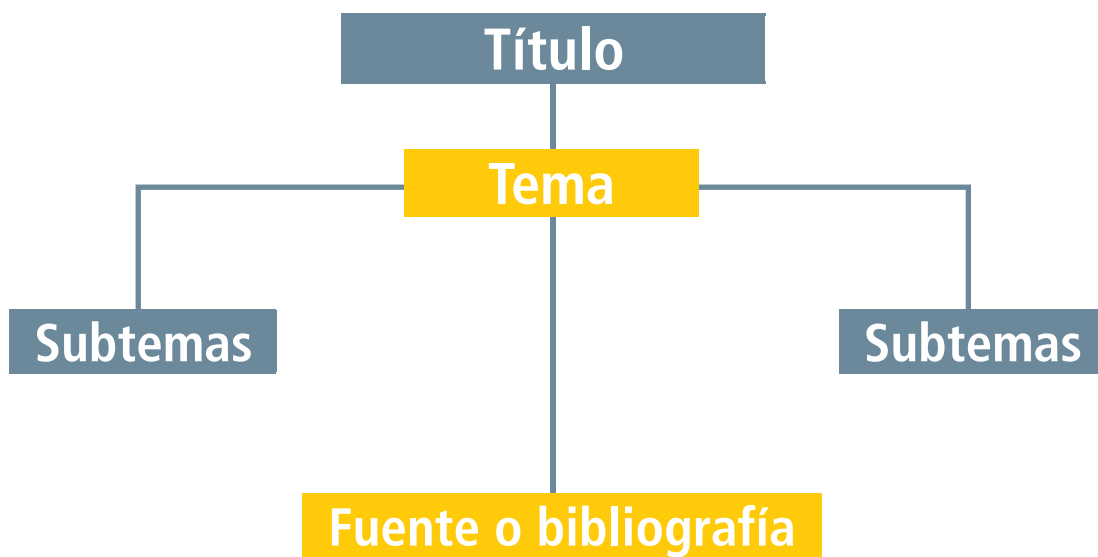 Título
Tema
Subtemas
Subtemas
Fuente o bibliografía